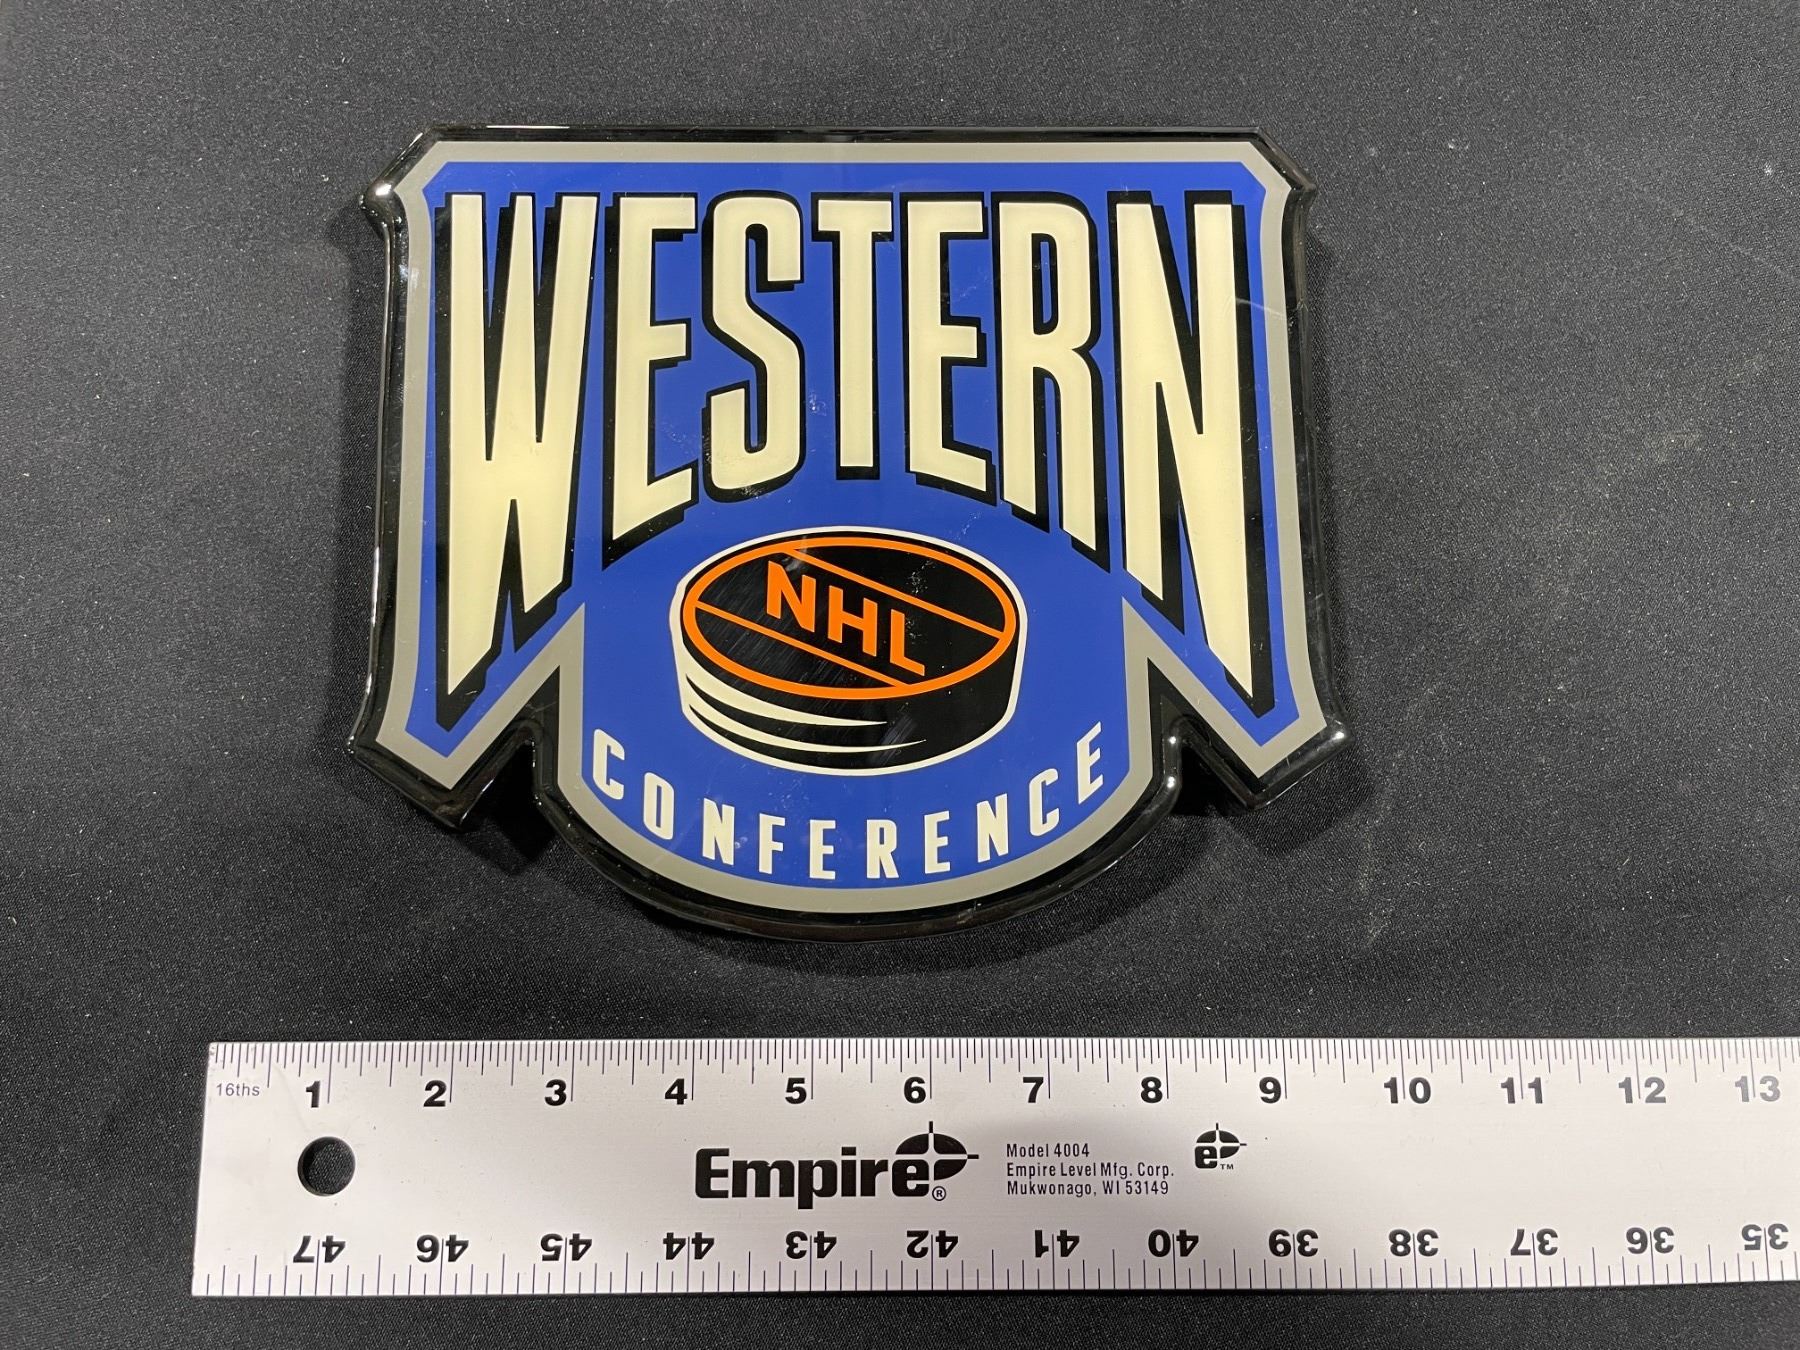 WESTERN
NHL
CONFERENCE
16ths 1 2 3 4 5 6 7 8 9 10 11 12 13
Empire®
Model 4004
Empire Level Mfg. Corp.
Mukwonago, WI 53149
e™
47 46 45 44 43 42 41 40 39 38 37 36 35